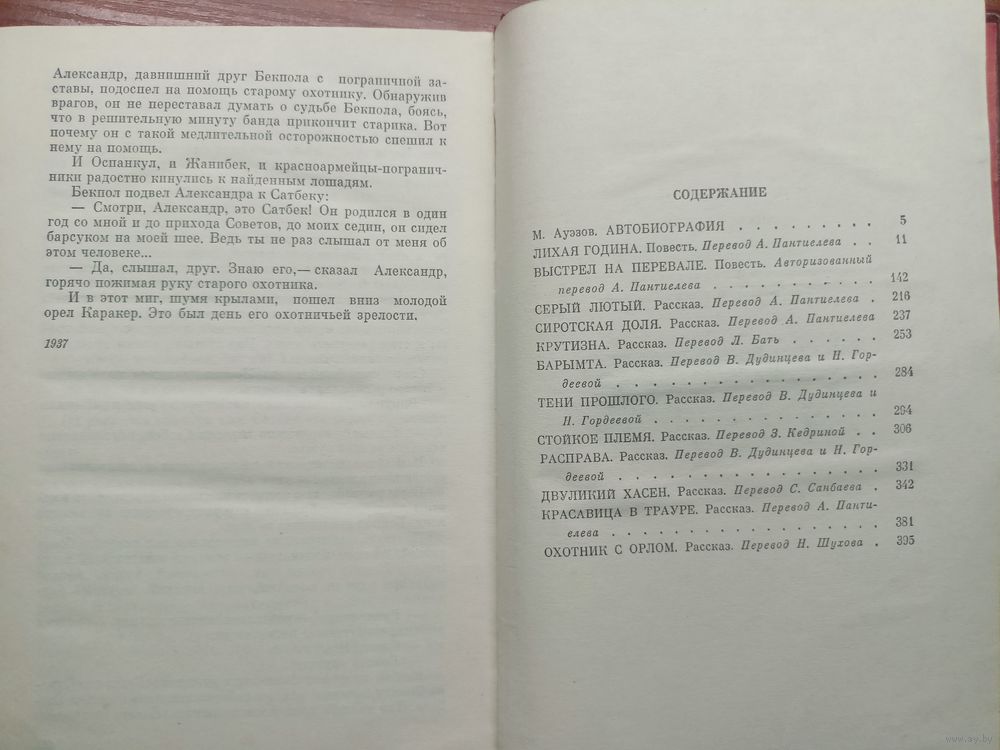 Александр, давнишний друг Бекпола с пограничной за-
ставы, подоспел на помощь старому охотнику. Обнаружив
врагов, он не переставал думать о судьбе Бекпола, боясь,
что в решительную минуту банда прикончит старика. Вот
почему он с такой медлительной осторожностью спешил к
нему на помощь.
И Оспанкул, и Жанибек, и красноармейцы-погранич-
ники радостно кинулись к найденным лошадям.
Бекпол подвел Александра к Сатбеку:
— Смотри, Александр, это Сатбек! Он родился в один
год со мной и до прихода Советов, до моих седин, он сидел
барсуком на моей шее. Ведь ты не раз слышал от меня об
этом человеке...
— Да, слышал, друг. Знаю его,— сказал Александр,
горячо пожимая руку старого охотника.
И в этот миг, шумя крыльями, пошел вниз молодой
орел Каракер. Это был день его охотничьей зрелости.
1937
СОДЕРЖАНИЕ
М. Ауэзов. АВТОБИОГРАФИЯ . . . . . . . . . 5
ЛИХАЯ ГОДИНА. Повесть. Перевод А. Пантиелева . . 11
ВЫСТРЕЛ НА ПЕРЕВАЛЕ. Повесть. Авторизованный
перевод А. Пантиелева . . . . . . . . . . 142
СЕРЫЙ ЛЮТЫЙ. Рассказ. Перевод А. Пантиелева . 216
СИРОТСКАЯ ДОЛЯ. Рассказ. Перевод А. Пантиелева 237
КРУТИЗНА. Рассказ. Перевод Л. Бать . . . . . . 253
БАРЫМТА. Рассказ. Перевод В. Дудинцева и Н. Гор-
деевой . . . . . . . . . . . . . . . . 284
ТЕНИ ПРОШЛОГО. Рассказ. Перевод В. Дудинцева и
Н. Гордеевой . . . . . . . . . . . . . . 294
СТОЙКОЕ ПЛЕМЯ. Рассказ. Перевод З. Кедриной . . 306
РАСПРАВА. Рассказ. Перевод В. Дудинцева и Н. Гор-
деевой . . . . . . . . . . . . . . . . 331
ДВУЛИКИЙ ХАСЕН. Рассказ. Перевод С. Санбаева . 342
КРАСАВИЦА В ТРАУРЕ. Рассказ. Перевод А. Панти-
елева . . . . . . . . . . . . . . . . . 381
ОХОТНИК С ОРЛОМ. Рассказ. Перевод Н. Шухова . 395
www.ay.by